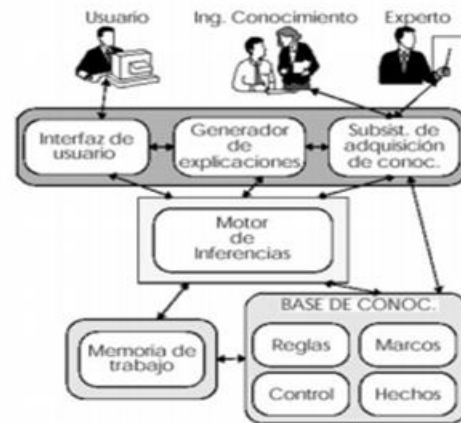 Usuario
Ing. Conocimiento
Experto
Interfaz de
usuario
Generador
de
explicaciones
Subsist. de
adquisición
de conoc.
Motor
de
Inferencias
BASE DE CONOC.
Memoria de
trabajo
Reglas
Marcos
Control
Hechos